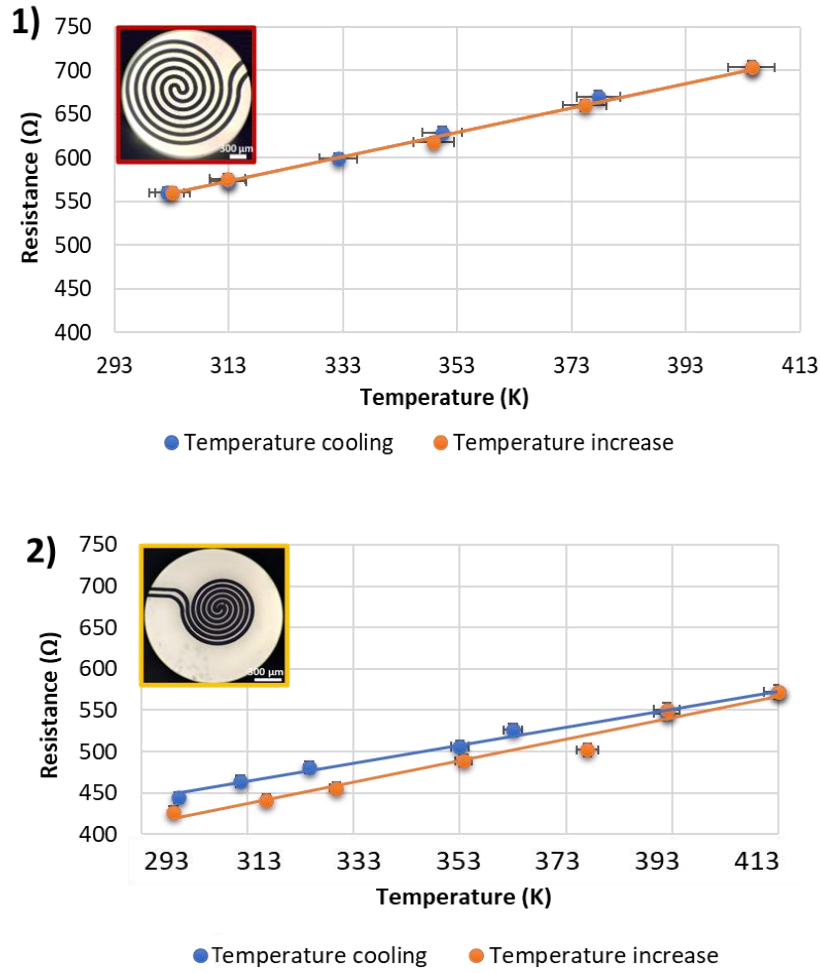 1)
750
700
650
600
550
500
450
400
Resistance (Ω)
300 µm
293 313 333 353 373 393 413
Temperature (K)
Temperature cooling Temperature increase
2)
750
700
650
600
550
500
450
400
Resistance (Ω)
300 µm
293 313 333 353 373 393 413
Temperature (K)
Temperature cooling Temperature increase